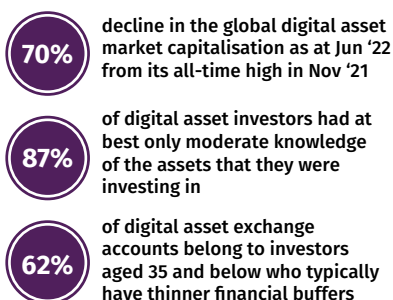 70%
decline in the global digital asset
market capitalisation as at Jun ‘22
from its all-time high in Nov ‘21
87%
of digital asset investors had at
best only moderate knowledge
of the assets that they were
investing in
62%
of digital asset exchange
accounts belong to investors
aged 35 and below who typically
have thinner financial buffers